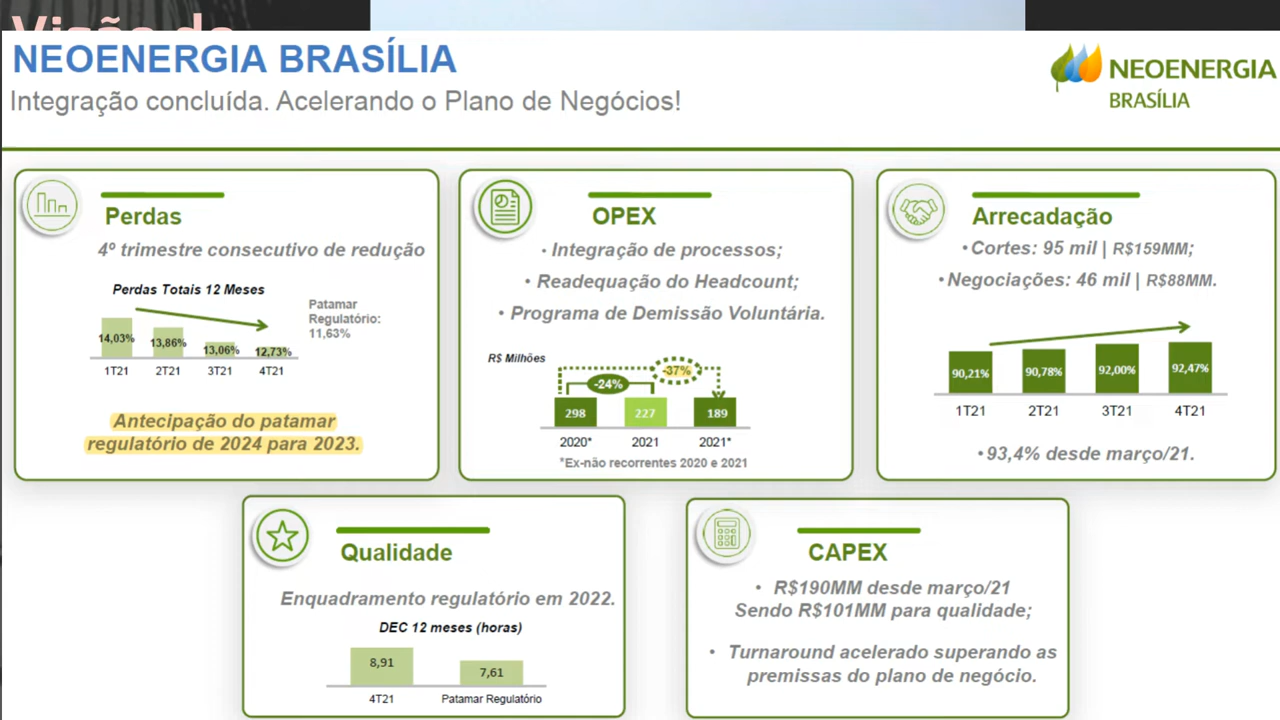 Visão do
NEOENERGIA BRASÍLIA
Integração concluída. Acelerando o Plano de Negócios!
NEOENERGIA
BRASÍLIA
Perdas
4º trimestre consecutivo de redução
Perdas Totais 12 Meses
Patamar
Regulatório:
11,63%
14,03% 13,86% 13,06% 12,73%
1T21 2T21 3T21 4T21
Antecipação do patamar
regulatório de 2024 para 2023.
OPEX
• Integração de processos;
• Readequação do Headcount;
• Programa de Demissão Voluntária.
R$ Milhões
-37%
-24%
298 227 189
2020* 2021 2021*
*Ex-não recorrentes 2020 e 2021
Arrecadação
•Cortes: 95 mil | R$159MM;
•Negociações: 46 mil | R$88MM.
90,21% 90,78% 92,00% 92,47%
1T21 2T21 3T21 4T21
•93,4% desde março/21.
Qualidade
Enquadramento regulatório em 2022.
DEC 12 meses (horas)
8,91 7,61
4T21 Patamar Regulatório
CAPEX
• R$190MM desde março/21
Sendo R$101MM para qualidade;
• Turnaround acelerado superando as
premissas do plano de negócio.